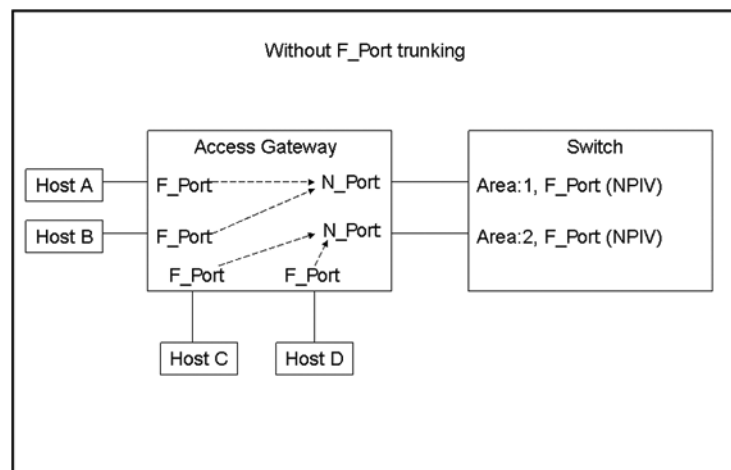 Without F_Port trunking
Access Gateway
Switch
Host A
F_Port
N_Port
Area:1, F_Port (NPIV)
Host B
F_Port
N_Port
Area:2, F_Port (NPIV)
F_Port
F_Port
Host C
Host D